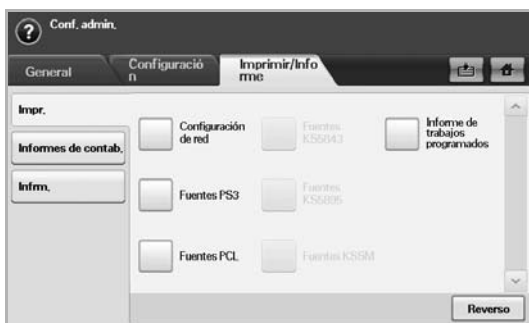 Conf. admin.
General
Configuració
n
Imprimir/Info
rme
Impr.
Informes de contab.
Infrm.
Configuración
de red
Fuentes
KS5843
Informe de
trabajos
programados
Fuentes PS3
Fuentes
KS5895
Fuentes PCL
Fuentes KSSM
Reverso